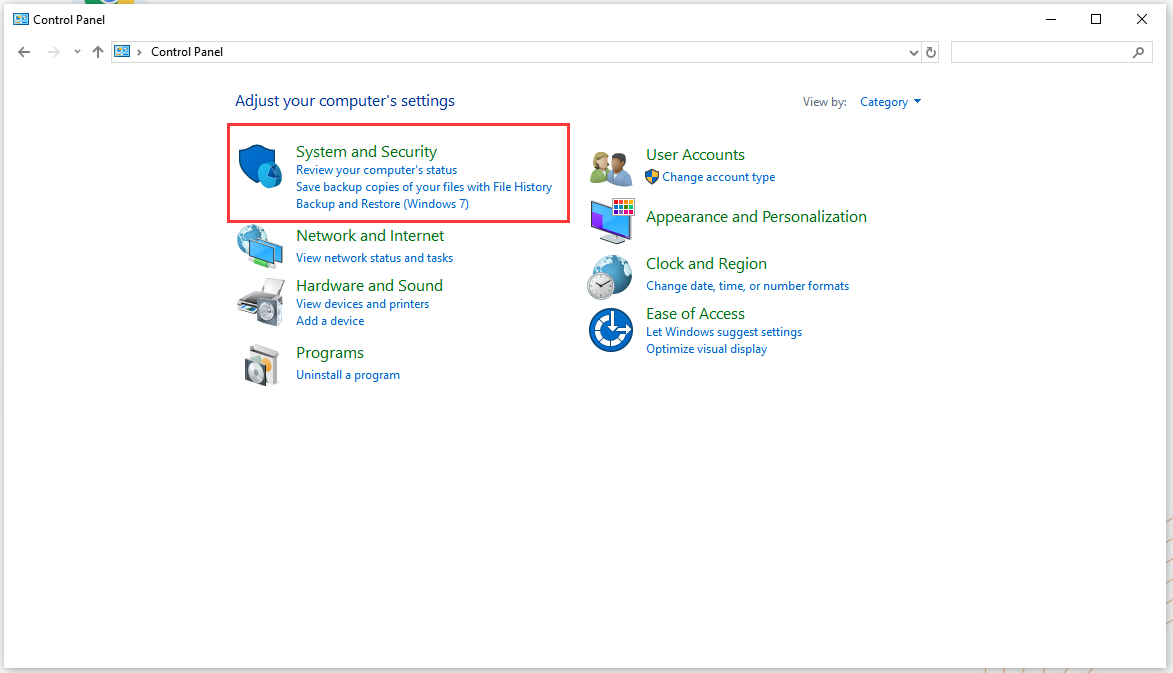 Control Panel
Control Panel
Adjust your computer's settings
View by: Category
System and Security
Review your computer's status
Save backup copies of your files with File History
Backup and Restore (Windows 7)
Network and Internet
View network status and tasks
Hardware and Sound
View devices and printers
Add a device
Programs
Uninstall a program
User Accounts
Change account type
Appearance and Personalization
Clock and Region
Change date, time, or number formats
Ease of Access
Let Windows suggest settings
Optimize visual display